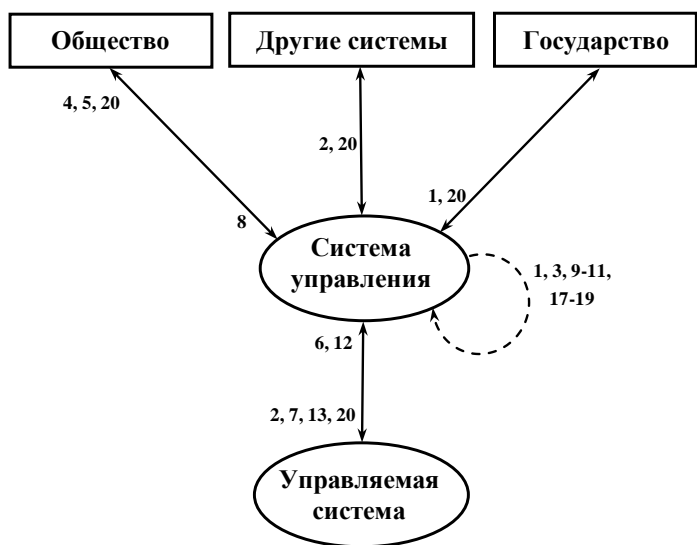 Общество
Другие системы
Государство
4, 5, 20
2, 20
1, 20
8
Система
управления
1, 3, 9-11,
17-19
6, 12
2, 7, 13, 20
Управляемая
система